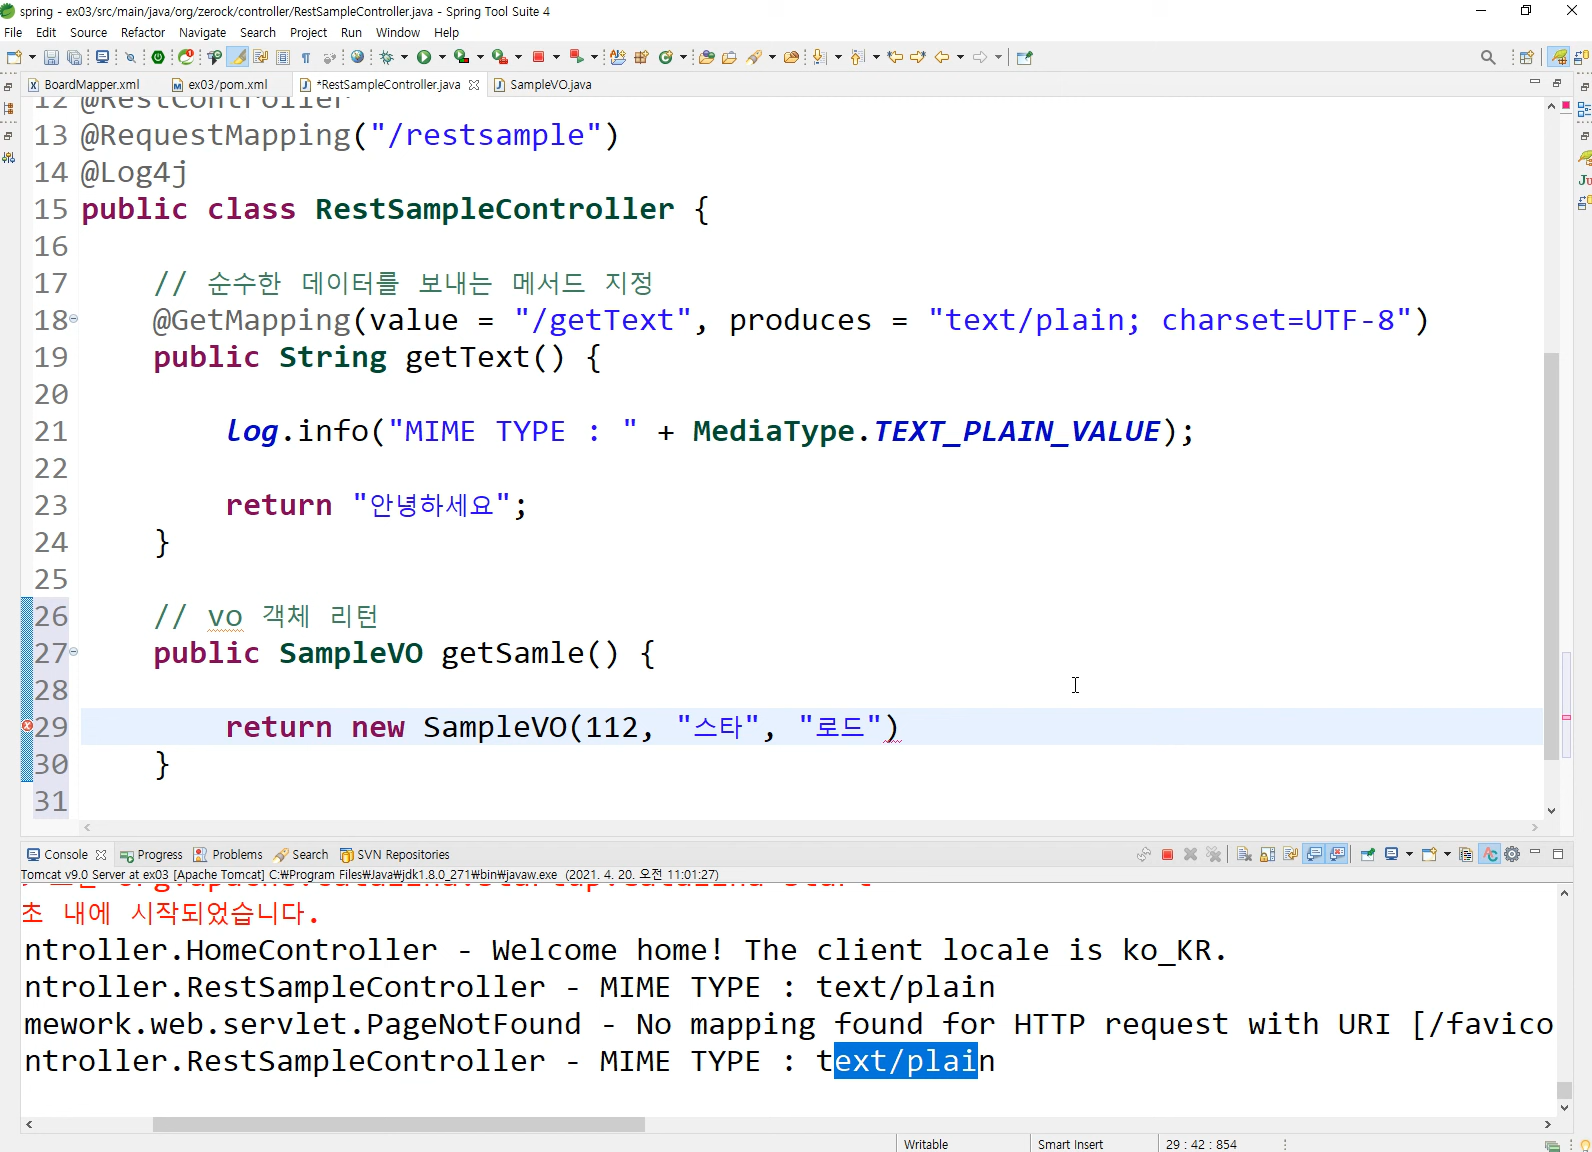 spring - ex03/src/main/java/org/zerock/controller/RestSampleController.java - Spring Tool Suite 4
File Edit Source Refactor Navigate Search Project Run Window Help
BoardMapper.xml ex03/pom.xml *RestSampleController.java SampleVO.java
12 @RestController
13 @RequestMapping("/restsample")
14 @Log4j
15 public class RestSampleController {
16
17 // 순수한 데이터를 보내는 메서드 지정
18 @GetMapping(value = "/getText", produces = "text/plain; charset=UTF-8")
19 public String getText() {
20
21 log.info("MIME TYPE : " + MediaType.TEXT_PLAIN_VALUE);
22
23 return "안녕하세요";
24 }
25
26 // vo 객체 리턴
27 public SampleVO getSamle() {
28
29 return new SampleVO(112, "스타", "로드")
30 }
31
Console Progress Problems Search SVN Repositories
Tomcat v9.0 Server at ex03 [Apache Tomcat] C:₩Program Files₩Java₩jdk1.8.0_271₩bin₩javaw.exe (2021. 4. 20. 오전 11:01:27)
초 내에 시작되었습니다.
ntroller.HomeController - Welcome home! The client locale is ko_KR.
ntroller.RestSampleController - MIME TYPE : text/plain
mework.web.servlet.PageNotFound - No mapping found for HTTP request with URI [/favico
ntroller.RestSampleController - MIME TYPE : text/plain
Writable Smart Insert 29 : 42 : 854